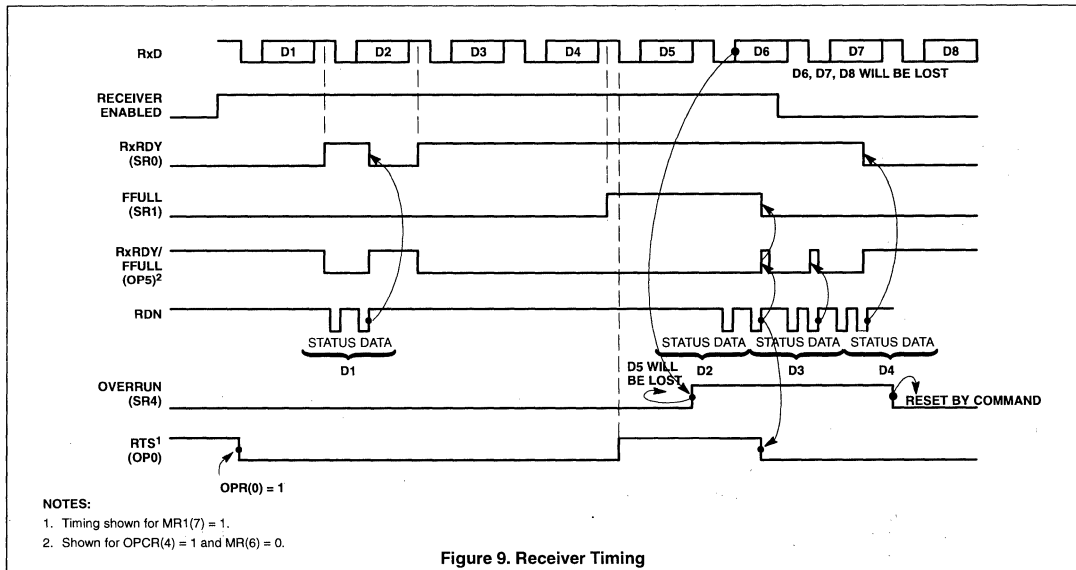 RxD
D1 D2 D3 D4 D5 D6 D7 D8
D6, D7, D8 WILL BE LOST
RECEIVER
ENABLED
RxRDY
(SR0)
FFULL
(SR1)
RxRDY/
FFULL
(OP5)2
RDN
STATUS DATA STATUS DATA STATUS DATA STATUS DATA
D1 D2 D3 D4
D5 WILL
BE LOST
OVERRUN
(SR4)
RESET BY COMMAND
RTS1
(OP0)
OPR(0) = 1
NOTES:
1. Timing shown for MR1(7) = 1.
2. Shown for OPCR(4) = 1 and MR(6) = 0.
Figure 9. Receiver Timing